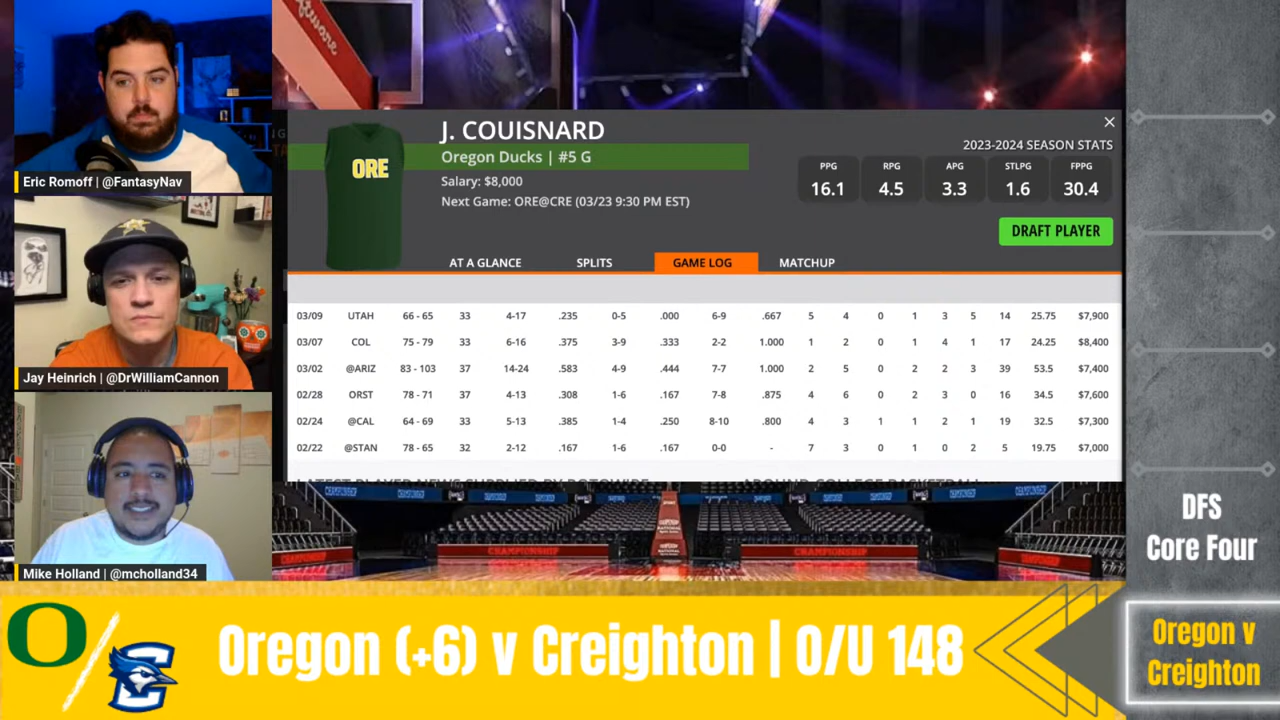 Eric Romoff | @FantasyNav
Jay Heinrich | @DrWilliamCannon
Mike Holland | @mcholland34
J. COUISNARD
Oregon Ducks | #5 G
Salary: $8,000
Next Game: ORE@CRE (03/23 9:30 PM EST)
ORE
2023-2024 SEASON STATS
PPG RPG APG STLPG FPPG
16.1 4.5 3.3 1.6 30.4
DRAFT PLAYER
AT A GLANCE SPLITS GAME LOG MATCHUP
03/09 UTAH 66 - 65 33 4-17 .235 0-5 .000 6-9 .667 5 4 0 1 3 5 14 25.75 $7,900
03/07 COL 75 - 79 33 6-16 .375 3-9 .333 2-2 1.000 1 2 0 1 4 1 17 24.25 $8,400
03/02 @ARIZ 83 - 103 37 14-24 .583 4-9 .444 7-7 1.000 2 5 0 2 2 3 39 53.5 $7,400
02/28 ORST 78 - 71 37 4-13 .308 1-6 .167 7-8 .875 4 6 0 2 3 0 16 34.5 $7,600
02/24 @CAL 64 - 69 33 5-13 .385 1-4 .250 8-10 .800 4 3 1 1 2 1 19 32.5 $7,300
02/22 @STAN 78 - 65 32 2-12 .167 1-6 .167 0-0 - 7 3 0 1 0 2 5 19.75 $7,000
LATEST PLAYER NEWS SUPPLIED BY ROTOWIRE AROUND COLLEGE BASKETBALL
CHAMPIONSHIP
CHAMPIONSHIP
DFS
Core Four
Oregon v
Creighton
Oregon (+6) v Creighton | O/U 148